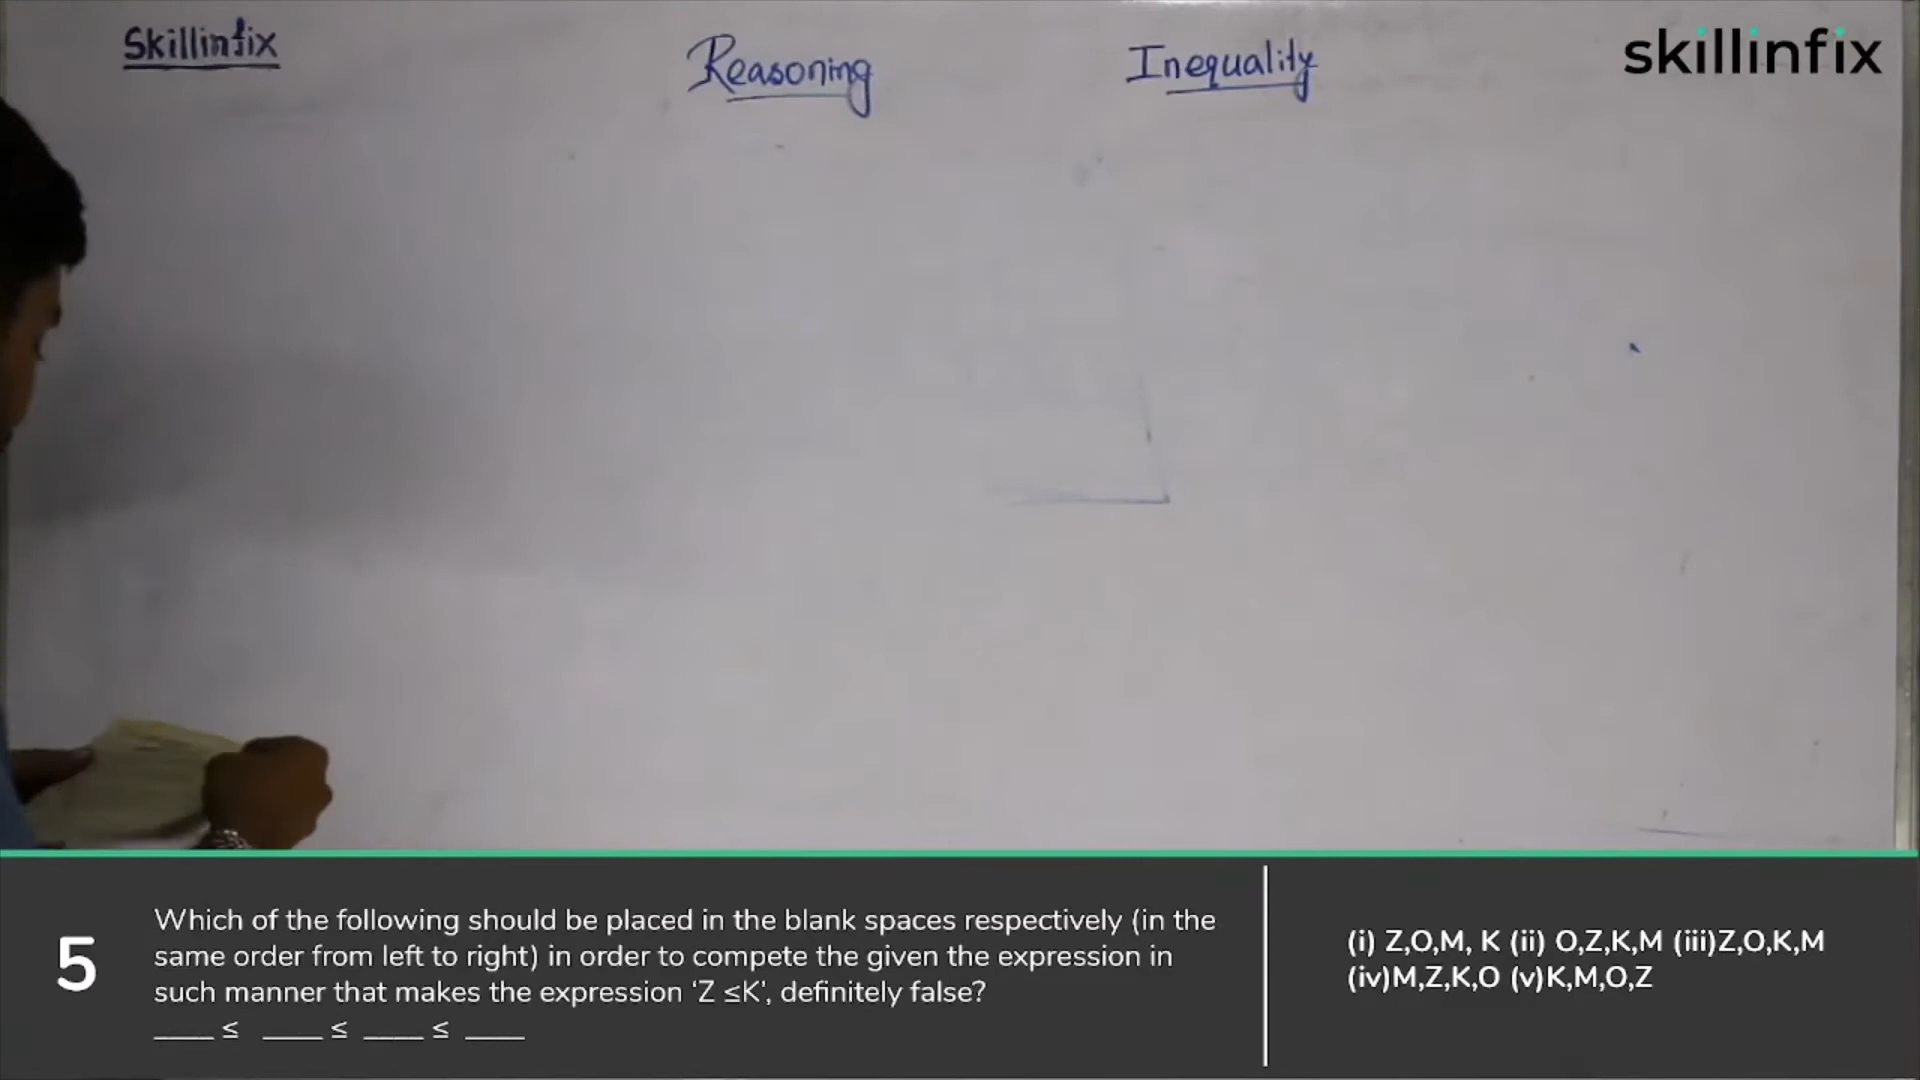 Skillinfix
Reasoning
Inequality
skillinfix
5
Which of the following should be placed in the blank spaces respectively (in the
same order from left to right) in order to compete the given the expression in
such manner that makes the expression ‘Z ≤K’, definitely false?
____ ≤ ____ ≤ ____ ≤ ____
(i) Z,O,M, K (ii) O,Z,K,M (iii)Z,O,K,M
(iv)M,Z,K,O (v)K,M,O,Z